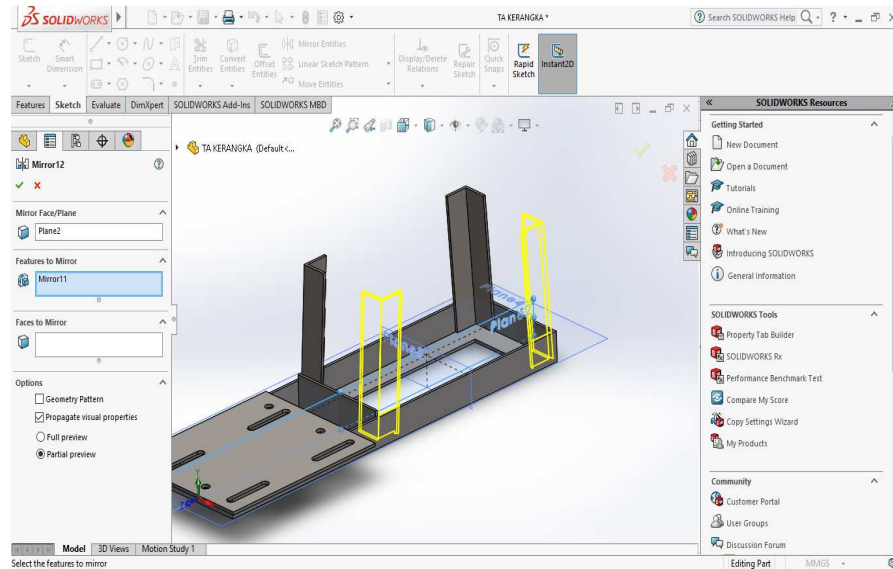 SOLIDWORKS
TA KERANGKA *
Search SOLIDWORKS Help
Sketch
Smart Dimension
Trim Entities
Convert Entities
Offset Entities
Mirror Entities
Linear Sketch Pattern
Move Entities
Display/Delete Relations
Repair Sketch
Quick Snaps
Rapid Sketch
Instant2D
Features Sketch Evaluate DimXpert SOLIDWORKS Add-Ins SOLIDWORKS MBD
TA KERANGKA (Default<...
Mirror12
Mirror Face/Plane
Plane2
Features to Mirror
Mirror11
Faces to Mirror
Options
Geometry Pattern
Propagate visual properties
Full preview
Partial preview
SOLIDWORKS Resources
Getting Started
New Document
Open a Document
Tutorials
Online Training
What's New
Introducing SOLIDWORKS
General Information
SOLIDWORKS Tools
Property Tab Builder
SOLIDWORKS Rx
Performance Benchmark Test
Compare My Score
Copy Settings Wizard
My Products
Community
Customer Portal
User Groups
Discussion Forum
Model 3D Views Motion Study 1
Select the features to mirror
Editing Part MMGS